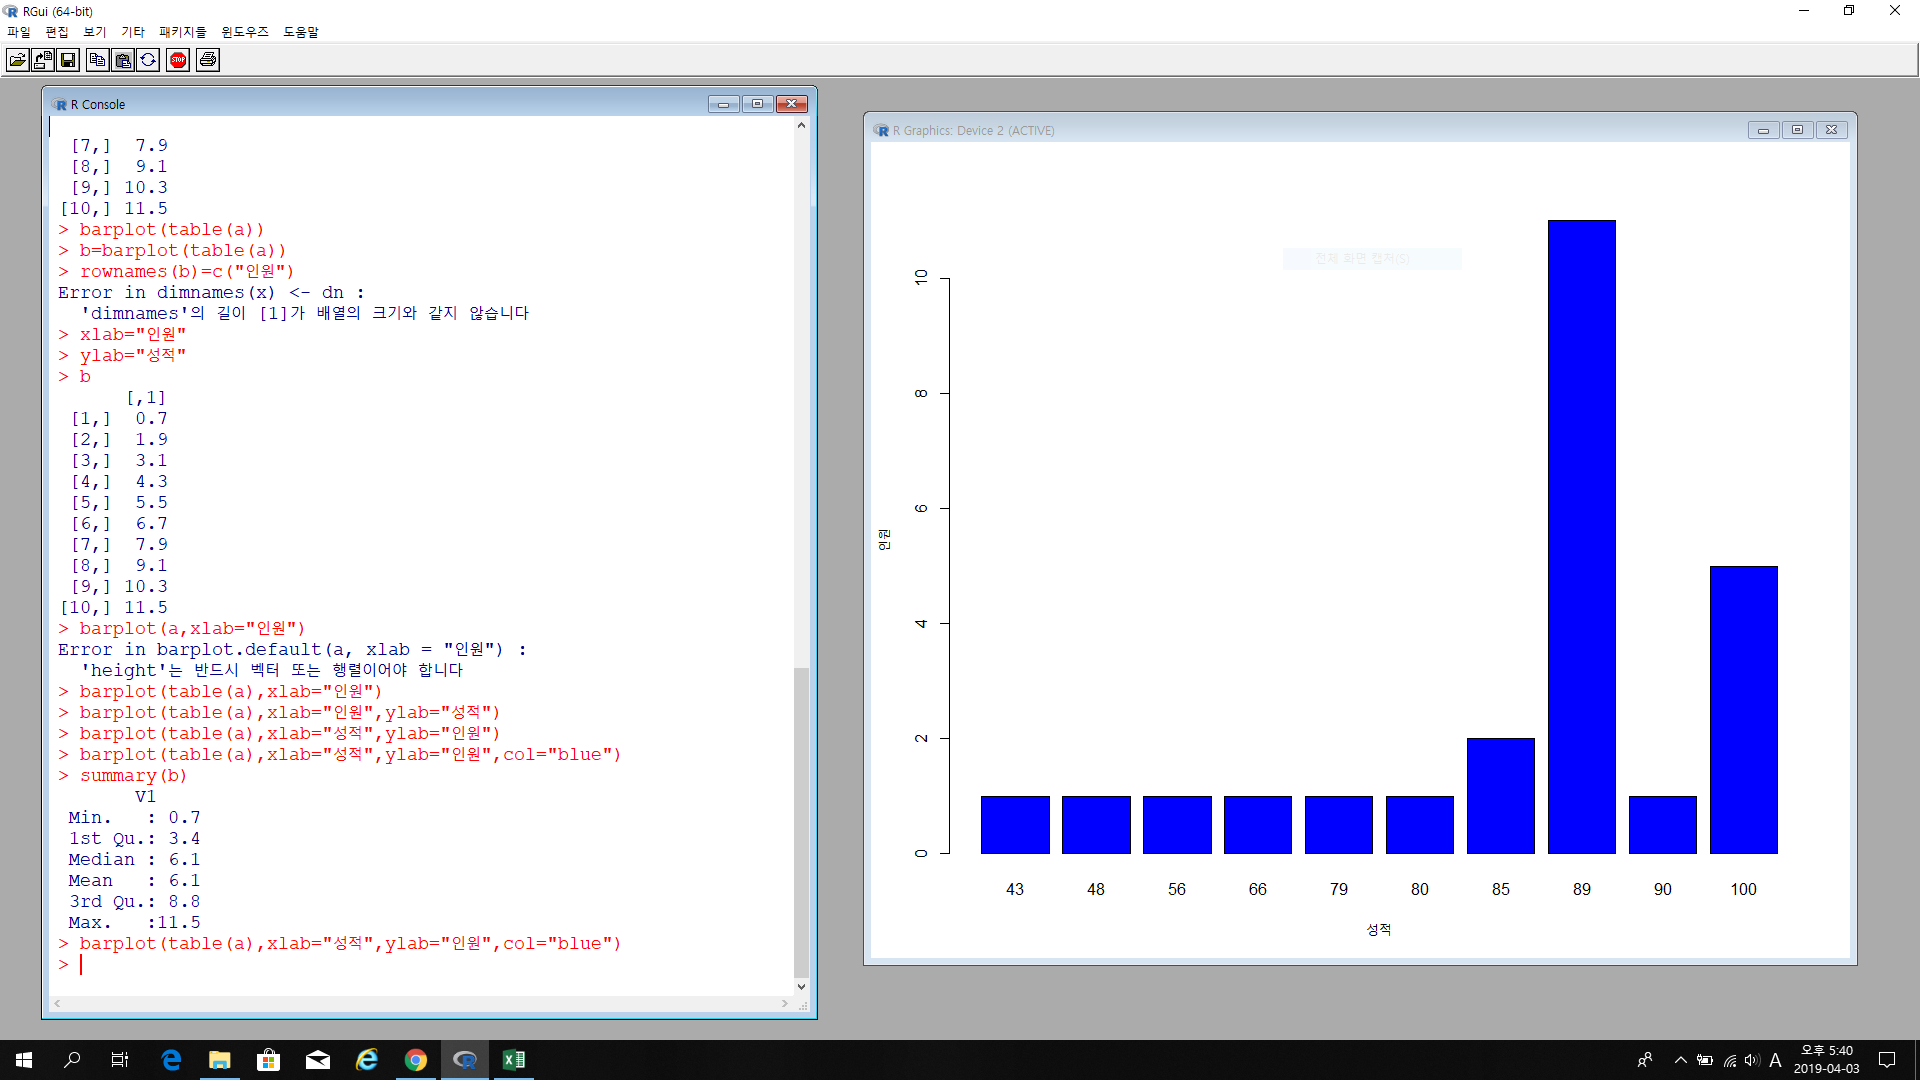 RGui (64-bit)
파일 편집 보기 기타 패키지들 윈도우즈 도움말
STOP
R Console
[7,] 7.9
[8,] 9.1
[9,] 10.3
[10,] 11.5
> barplot(table(a))
> b=barplot(table(a))
> rownames(b)=c("인원")
Error in dimnames(x) <- dn :
'dimnames'의 길이 [1]가 배열의 크기와 같지 않습니다
> xlab="인원"
> ylab="성적"
> b
[,1]
[1,] 0.7
[2,] 1.9
[3,] 3.1
[4,] 4.3
[5,] 5.5
[6,] 6.7
[7,] 7.9
[8,] 9.1
[9,] 10.3
[10,] 11.5
> barplot(a,xlab="인원")
Error in barplot.default(a, xlab = "인원") :
'height'는 반드시 벡터 또는 행렬이어야 합니다
> barplot(table(a),xlab="인원")
> barplot(table(a),xlab="인원",ylab="성적")
> barplot(table(a),xlab="성적",ylab="인원")
> barplot(table(a),xlab="성적",ylab="인원",col="blue")
> summary(b)
V1
Min. : 0.7
1st Qu.: 3.4
Median : 6.1
Mean : 6.1
3rd Qu.: 8.8
Max. :11.5
> barplot(table(a),xlab="성적",ylab="인원",col="blue")
>
R Graphics: Device 2 (ACTIVE)
전체 화면 캡처(S)
10
8
6
4
2
0
인원
43 48 56 66 79 80 85 89 90 100
성적
A
오후 5:40
2019-04-03